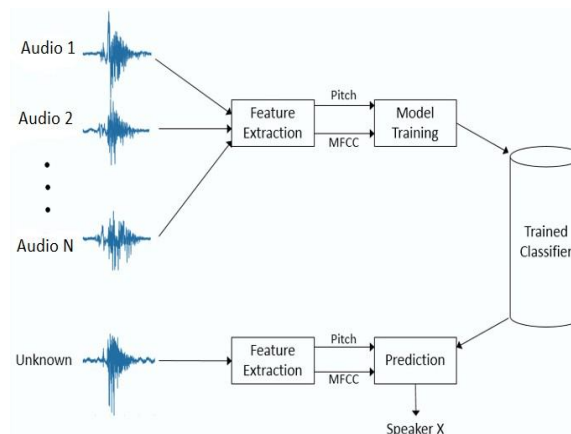 Audio 1
Audio 2
Audio N
Feature
Extraction
Pitch
MFCC
Model
Training
Trained
Classifier
Unknown
Feature
Extraction
Pitch
MFCC
Prediction
Speaker X